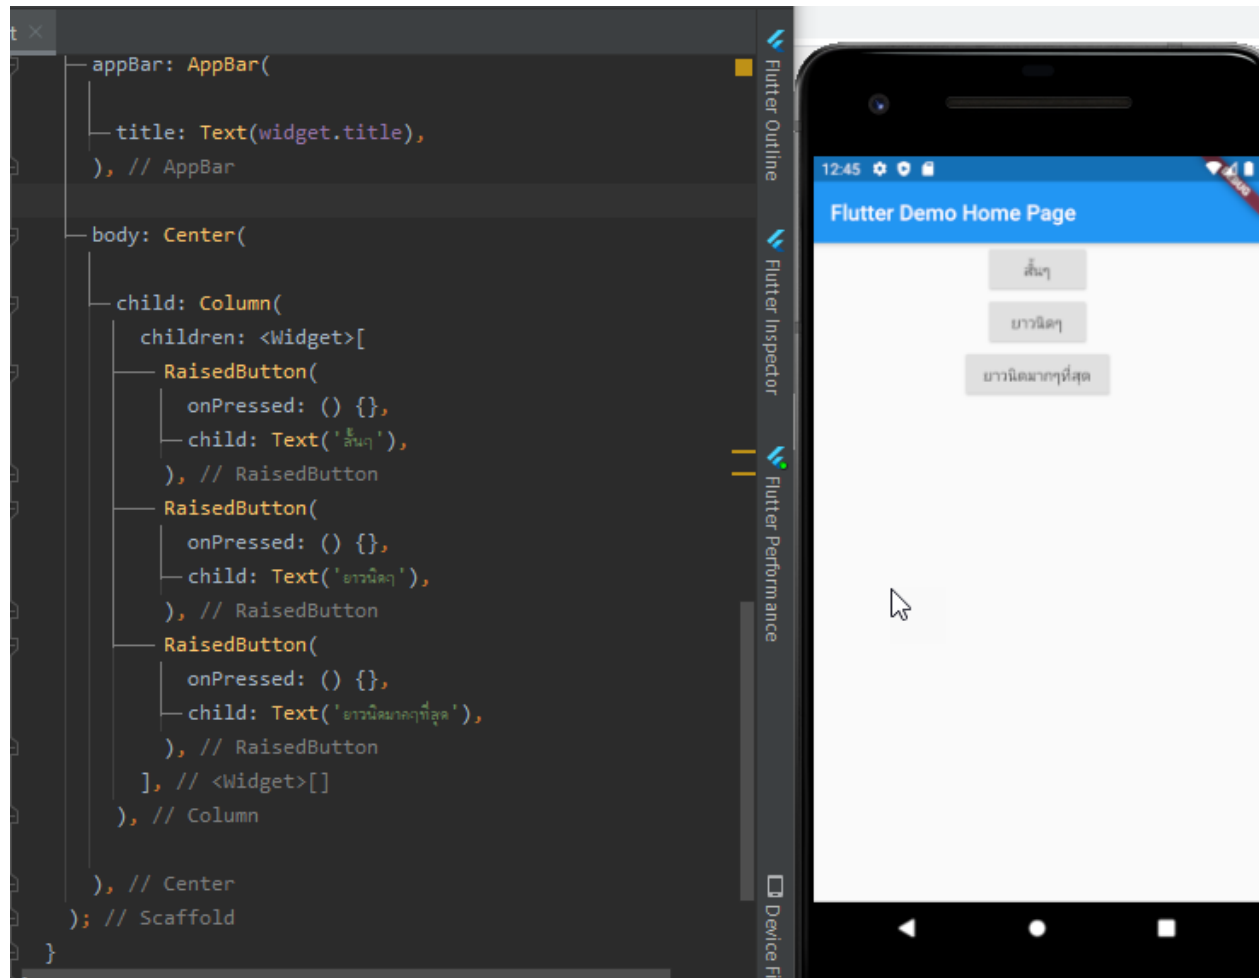 t
appBar: AppBar(
title: Text(widget.title),
), // AppBar
body: Center(
child: Column(
children: <Widget>[
RaisedButton(
onPressed: () {},
child: Text('สั้นๆ'),
), // RaisedButton
RaisedButton(
onPressed: () {},
child: Text('ยาวนิดๆ'),
), // RaisedButton
RaisedButton(
onPressed: () {},
child: Text('ยาวนิดมากๆที่สุด'),
), // RaisedButton
], // <Widget>[]
), // Column
), // Center
); // Scaffold
}
Flutter Outline
Flutter Inspector
Flutter Performance
Device Fi
12:45
DEBUG
Flutter Demo Home Page
สั้นๆ
ยาวนิดๆ
ยาวนิดมากๆที่สุด